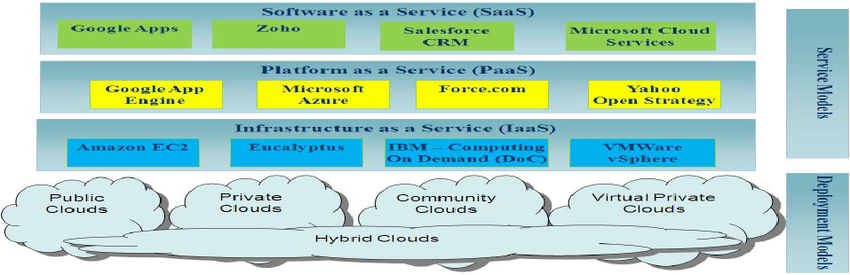 Software as a Service (SaaS)
Google Apps
Zoho
Salesforce
CRM
Microsoft Cloud
Services
Platform as a Service (PaaS)
Google App
Engine
Microsoft
Azure
Force.com
Yahoo
Open Strategy
Infrastructure as a Service (IaaS)
Amazon EC2
Eucalyptus
IBM – Computing
On Demand (DoC)
VMWare
vSphere
Service Models
Public
Clouds
Private
Clouds
Community
Clouds
Virtual Private
Clouds
Hybrid Clouds
Deployment Models